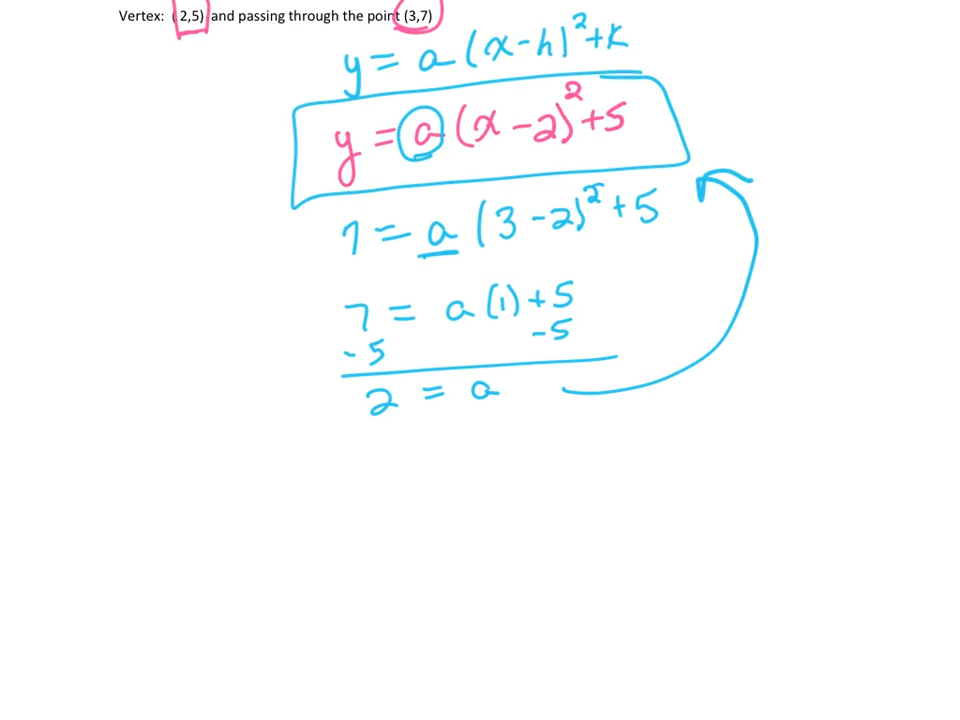 Vertex: (2,5) and passing through the point (3,7)
y = a(x-h)²+k
y = a(x-2)²+5
7 = a(3-2)²+5
7 = a(1)+5
-5 -5
2 = a